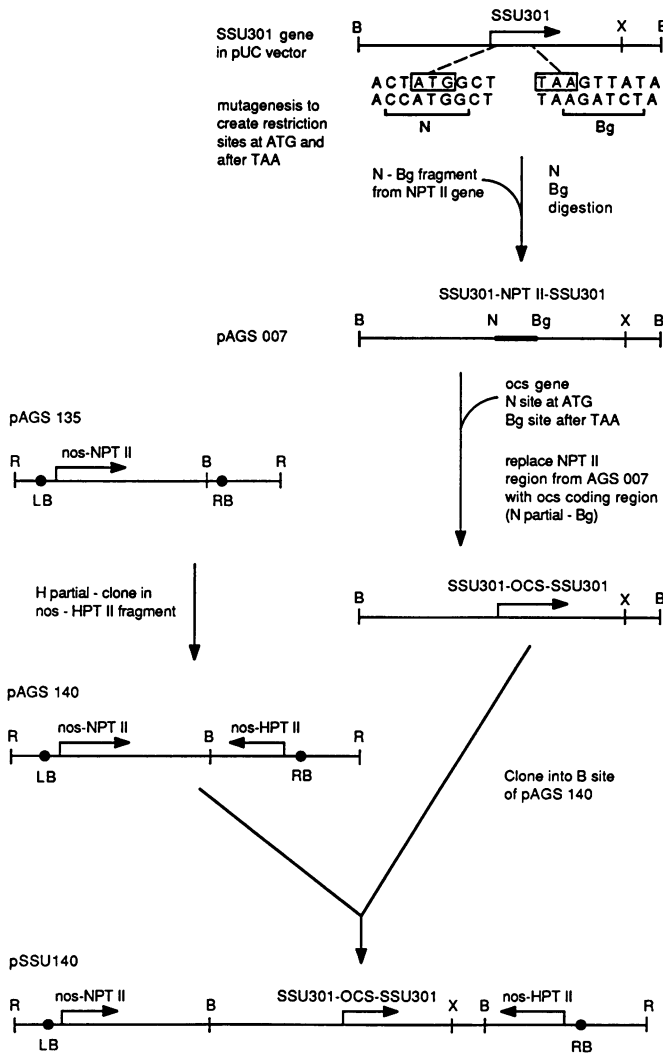 SSU301
B X B
SSU301 gene
in pUC vector
ACTATGGCT TAAGTTATA
ACCATGGCT TAAGATCTA
N Bg
mutagenesis to
create restriction
sites at ATG and
after TAA
N - Bg fragment
from NPT II gene
N
Bg
digestion
SSU301-NPT II-SSU301
B N Bg X B
pAGS 007
ocs gene
N site at ATG
Bg site after TAA
replace NPT II
region from AGS 007
with ocs coding region
(N partial - Bg)
pAGS 135
nos-NPT II
R B R
LB RB
H partial - clone in
nos - HPT II fragment
SSU301-OCS-SSU301
B X B
pAGS 140
nos-NPT II nos-HPT II
R B R
LB RB
Clone into B site
of pAGS 140
pSSU140
nos-NPT II SSU301-OCS-SSU301 nos-HPT II
R B X B R
LB RB